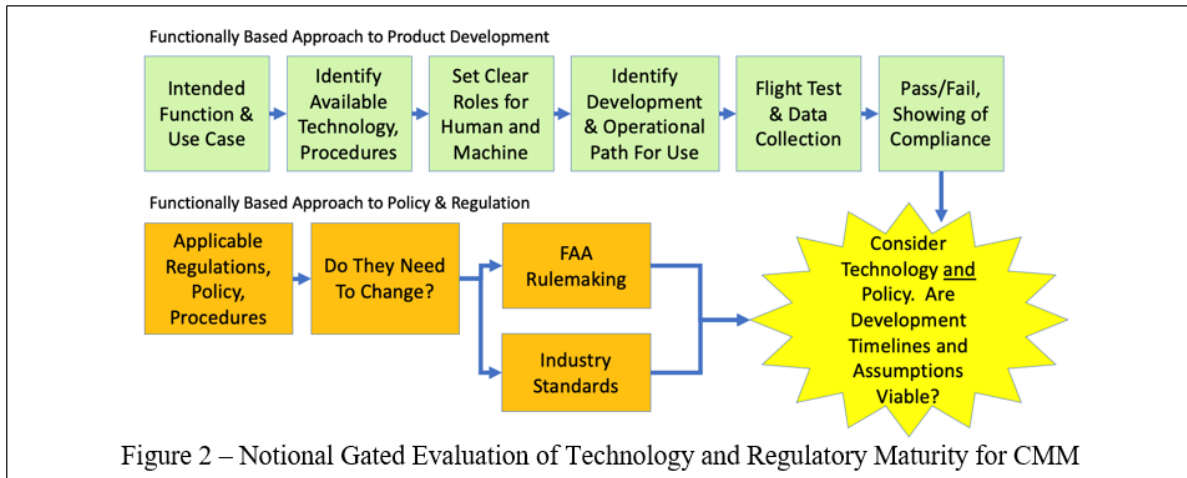 Functionally Based Approach to Product Development
Intended
Function &
Use Case
Identify
Available
Technology,
Procedures
Set Clear
Roles for
Human and
Machine
Identify
Development
& Operational
Path For Use
Flight Test
& Data
Collection
Pass/Fail,
Showing of
Compliance
Functionally Based Approach to Policy & Regulation
Applicable
Regulations,
Policy,
Procedures
Do They Need
To Change?
FAA
Rulemaking
Industry
Standards
Consider
Technology and
Policy. Are
Development
Timelines and
Assumptions
Viable?
Figure 2 – Notional Gated Evaluation of Technology and Regulatory Maturity for CMM